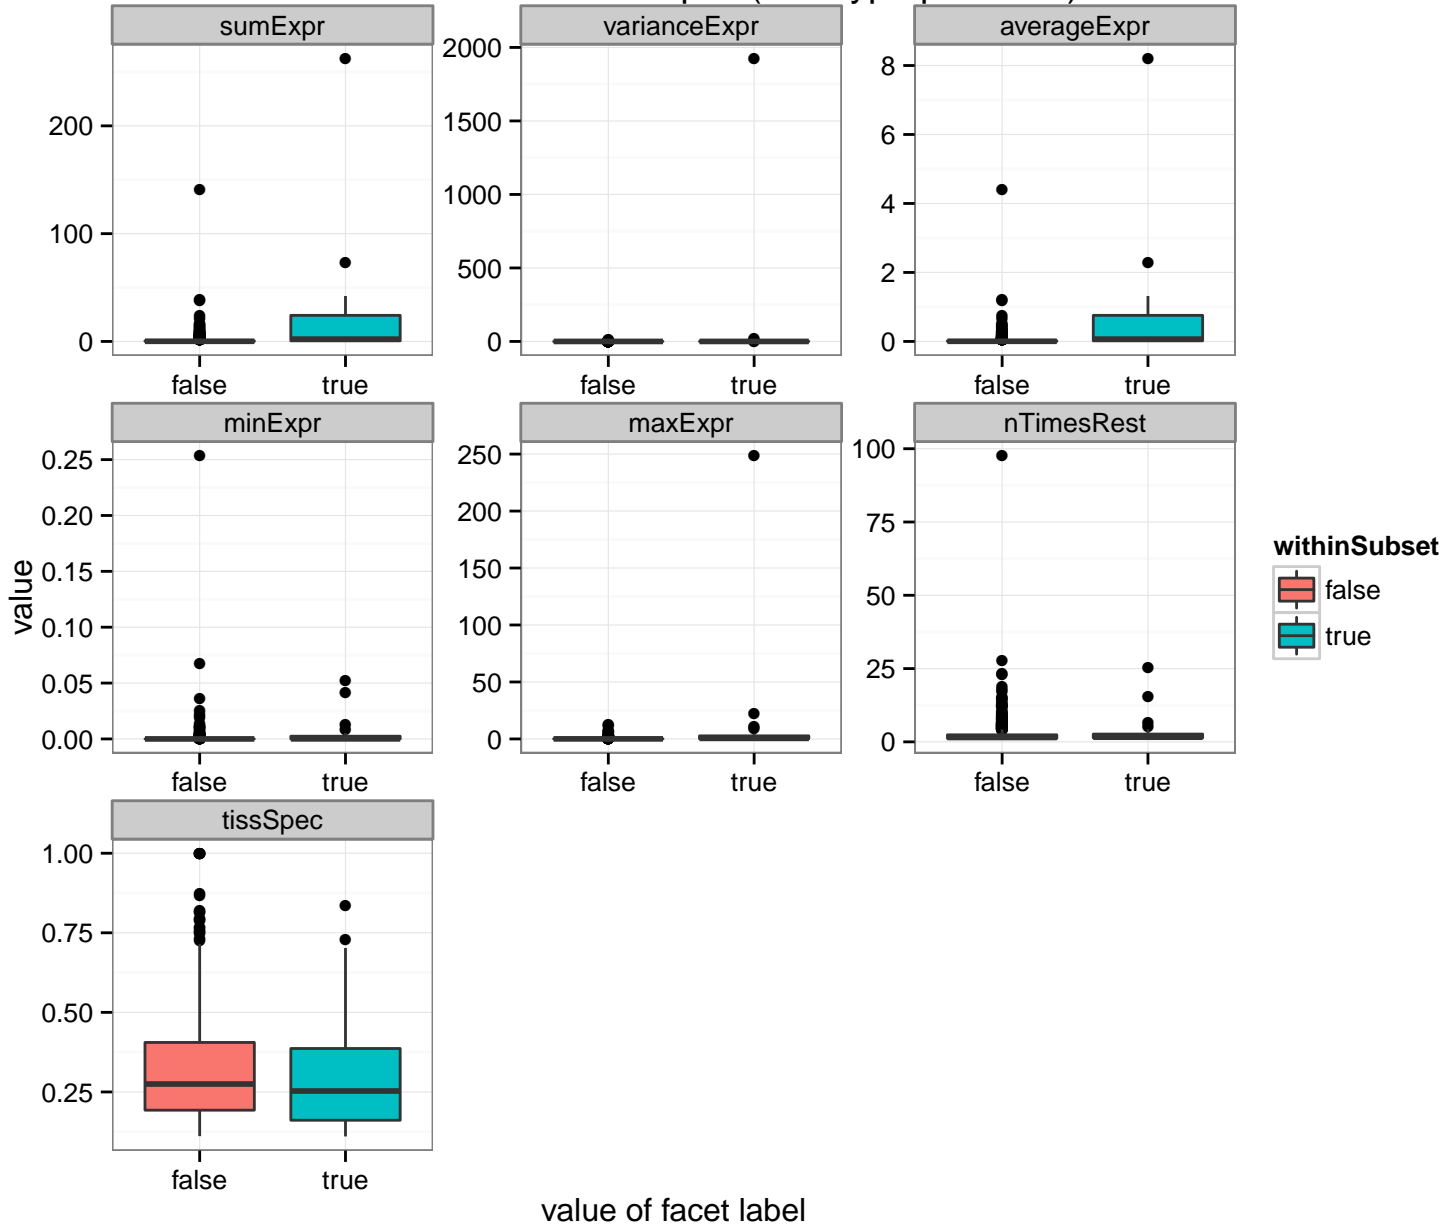 sumExpr
varianceExpr
averageExpr
200
100
0
false
true
2000
1500
1000
500
0
false
true
8
6
4
2
0
false
true
minExpr
maxExpr
nTimesRest
value
0.25
0.20
0.15
0.10
0.05
0.00
false
true
250
200
150
100
50
0
false
true
100
75
50
25
0
false
true
withinSubset
false
true
tissSpec
1.00
0.75
0.50
0.25
false
true
value of facet label